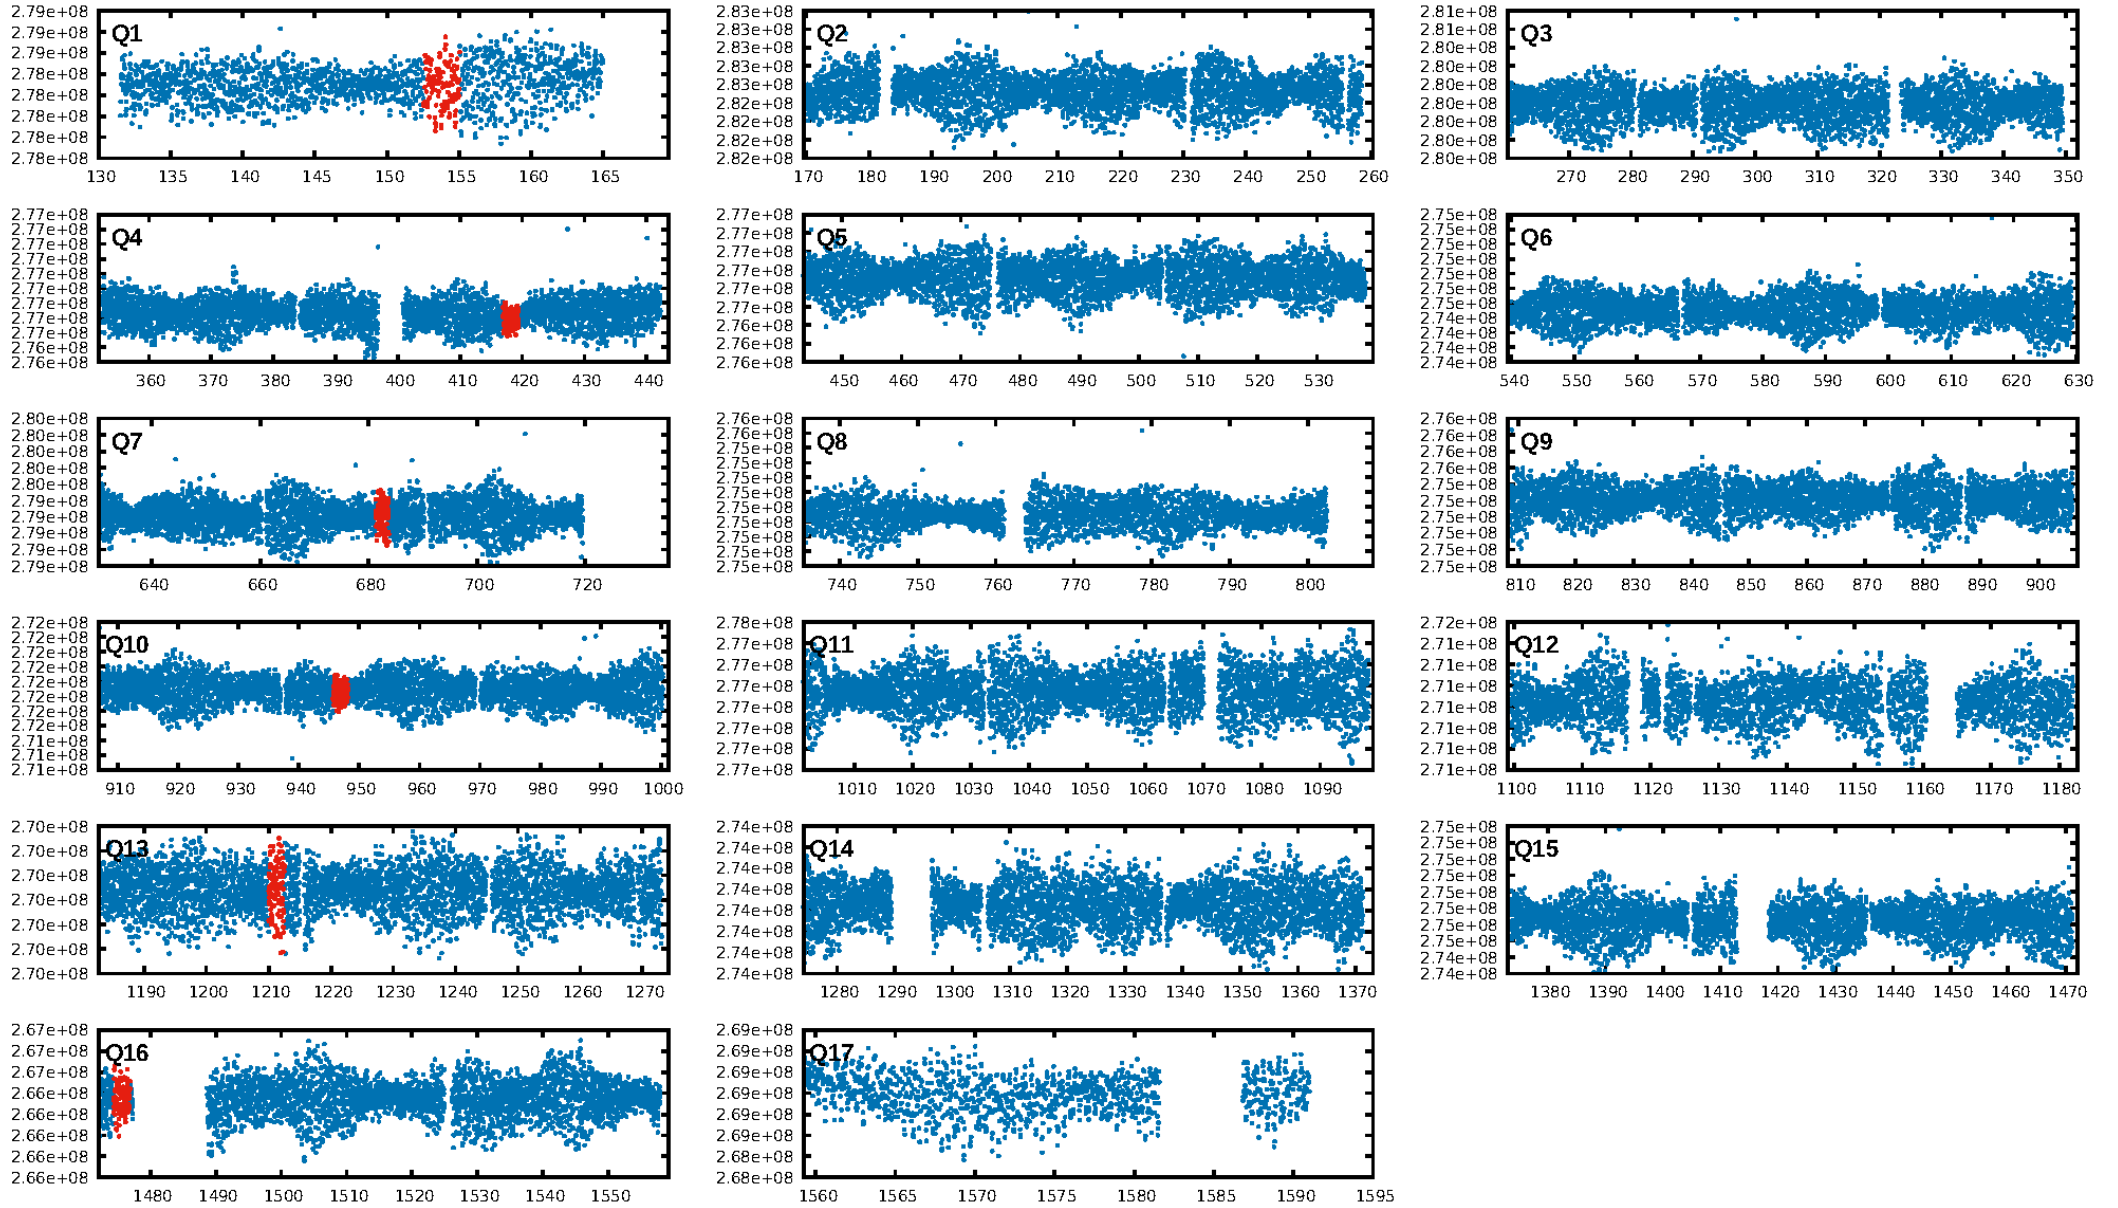 2.79e+08 2.79e+08 2.79e+08 2.78e+08 2.78e+08 2.78e+08 2.78e+08 2.78e+08
Q1
130 135 140 145 150 155 160 165
2.83e+08 2.83e+08 2.83e+08 2.83e+08 2.83e+08 2.82e+08 2.82e+08 2.82e+08 2.82e+08
Q2
170 180 190 200 210 220 230 240 250 260
2.81e+08 2.81e+08 2.80e+08 2.80e+08 2.80e+08 2.80e+08 2.80e+08 2.80e+08 2.80e+08
Q3
270 280 290 300 310 320 330 340 350
2.77e+08 2.77e+08 2.77e+08 2.77e+08 2.77e+08 2.77e+08 2.77e+08 2.77e+08 2.77e+08 2.76e+08 2.76e+08
Q4
360 370 380 390 400 410 420 430 440
2.77e+08 2.77e+08 2.77e+08 2.77e+08 2.77e+08 2.77e+08 2.76e+08 2.76e+08 2.76e+08
Q5
450 460 470 480 490 500 510 520 530
2.75e+08 2.75e+08 2.75e+08 2.75e+08 2.75e+08 2.75e+08 2.75e+08 2.74e+08 2.74e+08 2.74e+08 2.74e+08
Q6
540 550 560 570 580 590 600 610 620 630
2.80e+08 2.80e+08 2.80e+08 2.80e+08 2.80e+08 2.79e+08 2.79e+08 2.79e+08 2.79e+08 2.79e+08
Q7
640 660 680 700 720
2.76e+08 2.76e+08 2.75e+08 2.75e+08 2.75e+08 2.75e+08 2.75e+08 2.75e+08 2.75e+08 2.75e+08 2.75e+08
Q8
740 750 760 770 780 790 800
2.76e+08 2.76e+08 2.76e+08 2.76e+08 2.75e+08 2.75e+08 2.75e+08 2.75e+08 2.75e+08 2.75e+08
Q9
810 820 830 840 850 860 870 880 890 900
2.72e+08 2.72e+08 2.72e+08 2.72e+08 2.72e+08 2.72e+08 2.72e+08 2.72e+08 2.71e+08 2.71e+08 2.71e+08
Q10
910 920 930 940 950 960 970 980 990 1000
2.78e+08 2.77e+08 2.77e+08 2.77e+08 2.77e+08 2.77e+08 2.77e+08 2.77e+08
Q11
1010 1020 1030 1040 1050 1060 1070 1080 1090
2.72e+08 2.71e+08 2.71e+08 2.71e+08 2.71e+08 2.71e+08 2.71e+08 2.71e+08
Q12
1100 1110 1120 1130 1140 1150 1160 1170 1180
2.70e+08 2.70e+08 2.70e+08 2.70e+08 2.70e+08 2.70e+08 2.70e+08
Q13
1190 1200 1210 1220 1230 1240 1250 1260 1270
2.74e+08 2.74e+08 2.74e+08 2.74e+08 2.74e+08 2.74e+08 2.74e+08 2.74e+08
Q14
1280 1290 1300 1310 1320 1330 1340 1350 1360 1370
2.75e+08 2.75e+08 2.75e+08 2.75e+08 2.75e+08 2.75e+08 2.75e+08 2.75e+08 2.74e+08 2.74e+08
Q15
1380 1390 1400 1410 1420 1430 1440 1450 1460 1470
2.67e+08 2.67e+08 2.67e+08 2.66e+08 2.66e+08 2.66e+08 2.66e+08 2.66e+08
Q16
1480 1490 1500 1510 1520 1530 1540 1550
2.69e+08 2.69e+08 2.69e+08 2.69e+08 2.69e+08 2.69e+08 2.68e+08 2.68e+08
Q17
1560 1565 1570 1575 1580 1585 1590 1595